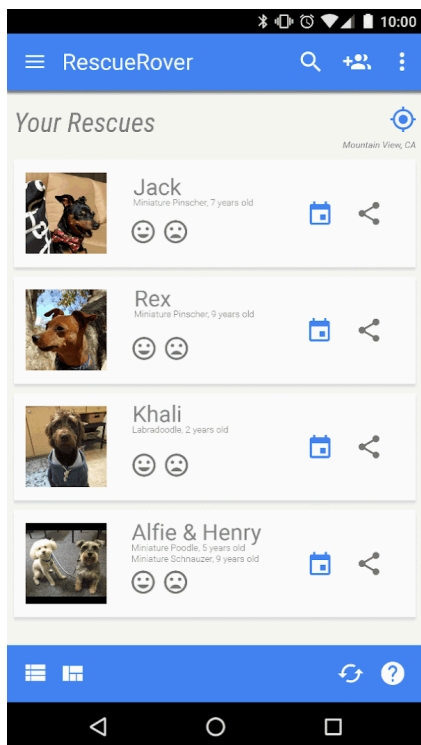 10:00
RescueRover
Your Rescues
Mountain View, CA
Jack
Miniature Pinscher, 7 years old
Rex
Miniature Pinscher, 9 years old
Khali
Labradoodle, 2 years old
Alfie & Henry
Miniature Poodle, 5 years old
Miniature Schnauzer, 9 years old